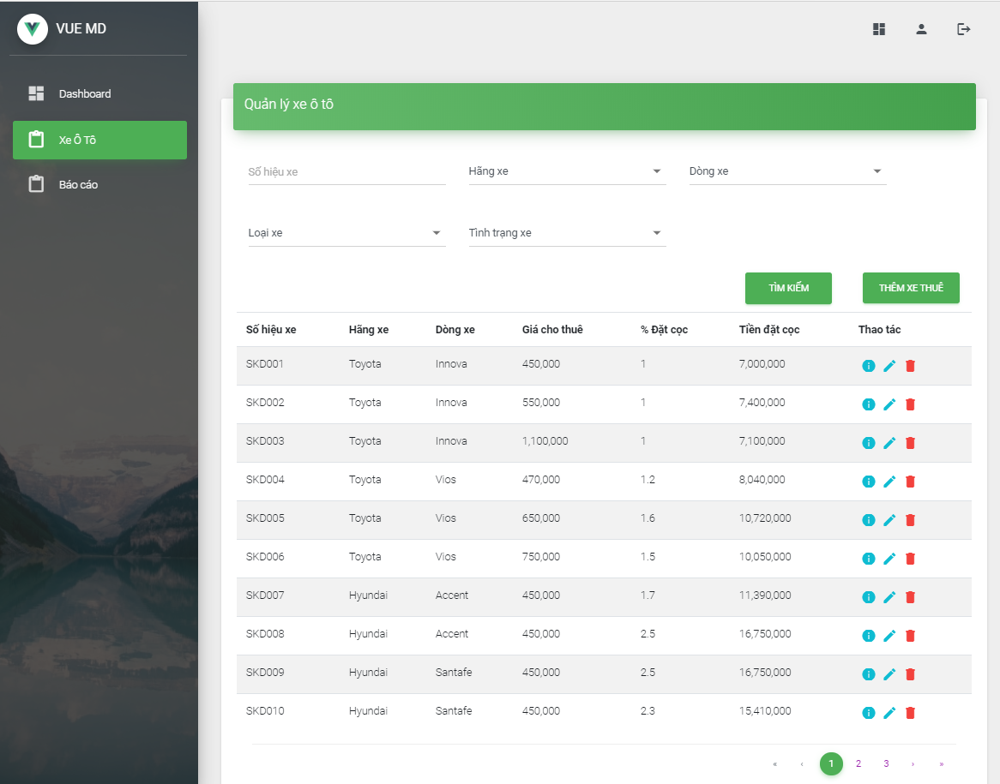 VUE MD
Dashboard
Xe Ô Tô
Báo cáo
Quản lý xe ô tô
Số hiệu xe Hãng xe Dòng xe
Loại xe Tình trạng xe
TÌM KIẾM THÊM XE THUÊ
Số hiệu xe Hãng xe Dòng xe Giá cho thuê % Đặt cọc Tiền đặt cọc Thao tác
SKD001 Toyota Innova 450,000 1 7,000,000
SKD002 Toyota Innova 550,000 1 7,400,000
SKD003 Toyota Innova 1,100,000 1 7,100,000
SKD004 Toyota Vios 470,000 1.2 8,040,000
SKD005 Toyota Vios 650,000 1.6 10,720,000
SKD006 Toyota Vios 750,000 1.5 10,050,000
SKD007 Hyundai Accent 450,000 1.7 11,390,000
SKD008 Hyundai Accent 450,000 2.5 16,750,000
SKD009 Hyundai Santafe 450,000 2.5 16,750,000
SKD010 Hyundai Santafe 450,000 2.3 15,410,000
« ‹ 1 2 3 › »